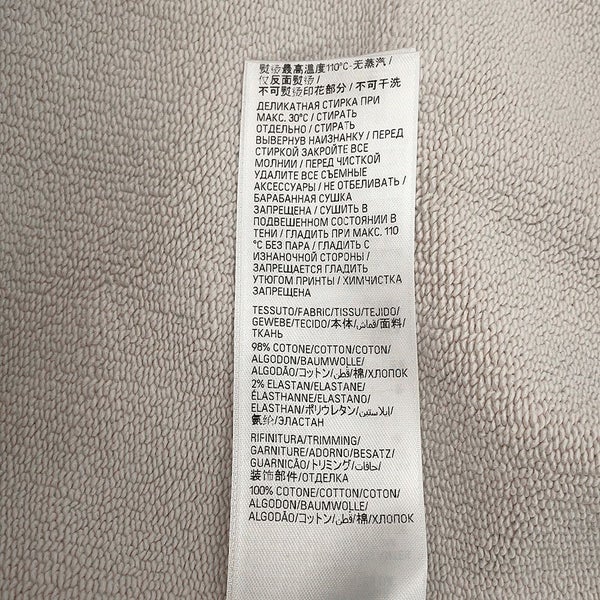 熨烫最高温度110°C-无蒸汽/
仅反面熨烫/
不可熨烫印花部分/不可干洗
ДЕЛИКАТНАЯ СТИРКА ПРИ
МАКС. 30°C / СТИРАТЬ
ОТДЕЛЬНО / СТИРАТЬ
ВЫВЕРНУВ НАИЗНАНКУ / ПЕРЕД
СТИРКОЙ ЗАКРОЙТЕ ВСЕ
МОЛНИИ / ПЕРЕД ЧИСТКОЙ
УДАЛИТЕ ВСЕ СЪЕМНЫЕ
АКСЕССУАРЫ / НЕ ОТБЕЛИВАТЬ /
БАРАБАННАЯ СУШКА
ЗАПРЕЩЕНА / СУШИТЬ В
ПОДВЕШЕННОМ СОСТОЯНИИ В
ТЕНИ / ГЛАДИТЬ ПРИ МАКС. 110
°C БЕЗ ПАРА / ГЛАДИТЬ С
ИЗНАНОЧНОЙ СТОРОНЫ /
ЗАПРЕЩАЕТСЯ ГЛАДИТЬ
УТЮГОМ ПРИНТЫ / ХИМЧИСТКА
ЗАПРЕЩЕНА
TESSUTO/FABRIC/TISSU/TEJIDO/
GEWEBE/TECIDO/本体/قماش/面料/
ТКАНЬ
98% COTONE/COTTON/COTON/
ALGODON/BAUMWOLLE/
ALGODÃO/コットン/قطن/棉/ХЛОПОК
2% ELASTAN/ELASTANE/
ÉLASTHANNE/ELASTANO/
ELASTHAN/ポリウレタン/إيلاستين/
氨纶/ЭЛАСТАН
RIFINITURA/TRIMMING/
GARNITURE/ADORNO/BESATZ/
GUARNICÃO/トリミング/حافات/
装饰部件/ОТДЕЛКА
100% COTONE/COTTON/COTON/
ALGODON/BAUMWOLLE/
ALGODÃO/コットン/قطن/棉/ХЛОПОК